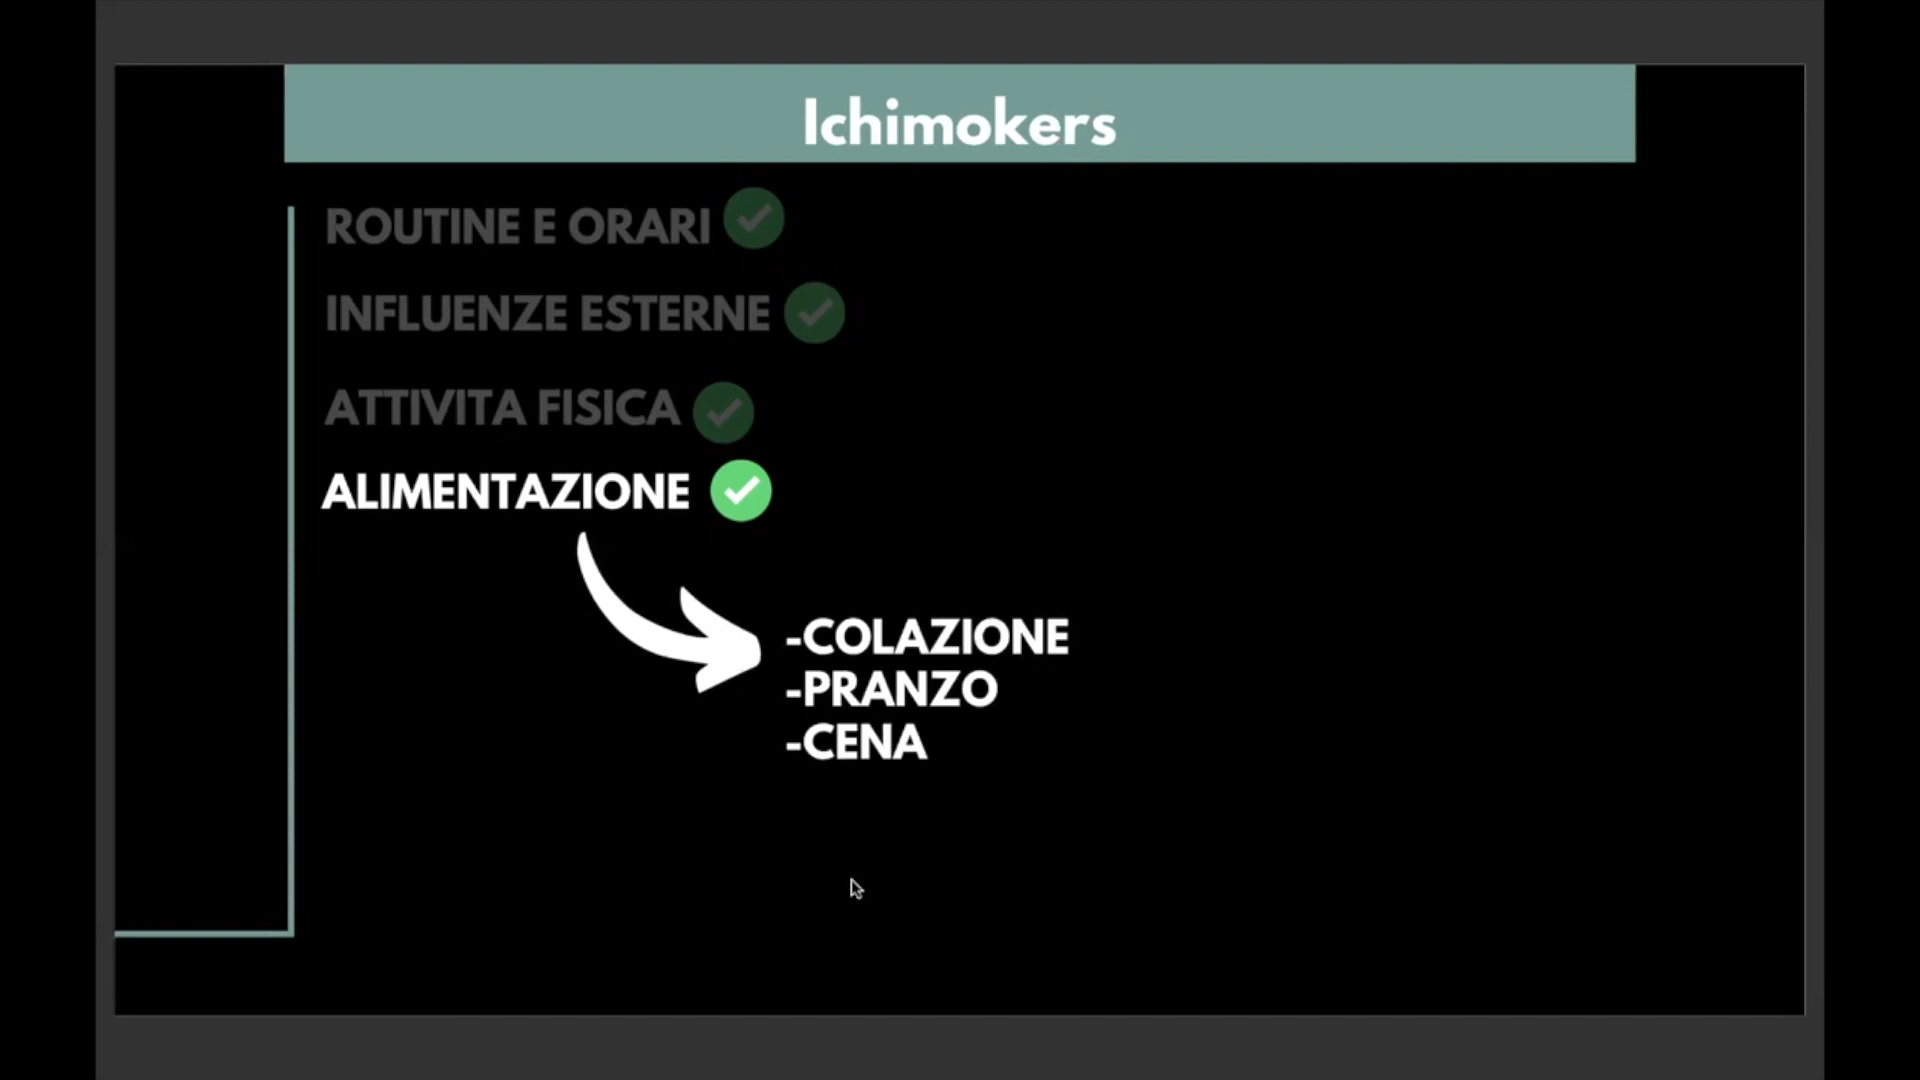 Ichimokers
ROUTINE E ORARI
INFLUENZE ESTERNE
ATTIVITA FISICA
ALIMENTAZIONE
-COLAZIONE
-PRANZO
-CENA